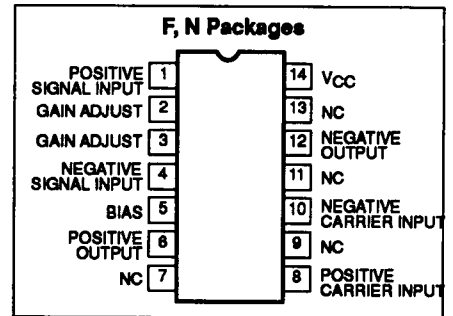 F, N Packages
POSITIVE
SIGNAL INPUT 1
GAIN ADJUST 2
GAIN ADJUST 3
NEGATIVE
SIGNAL INPUT 4
BIAS 5
POSITIVE
OUTPUT 6
NC 7
14 VCC
13 NC
12 NEGATIVE
OUTPUT
11 NC
10 NEGATIVE
CARRIER INPUT
9 NC
8 POSITIVE
CARRIER INPUT